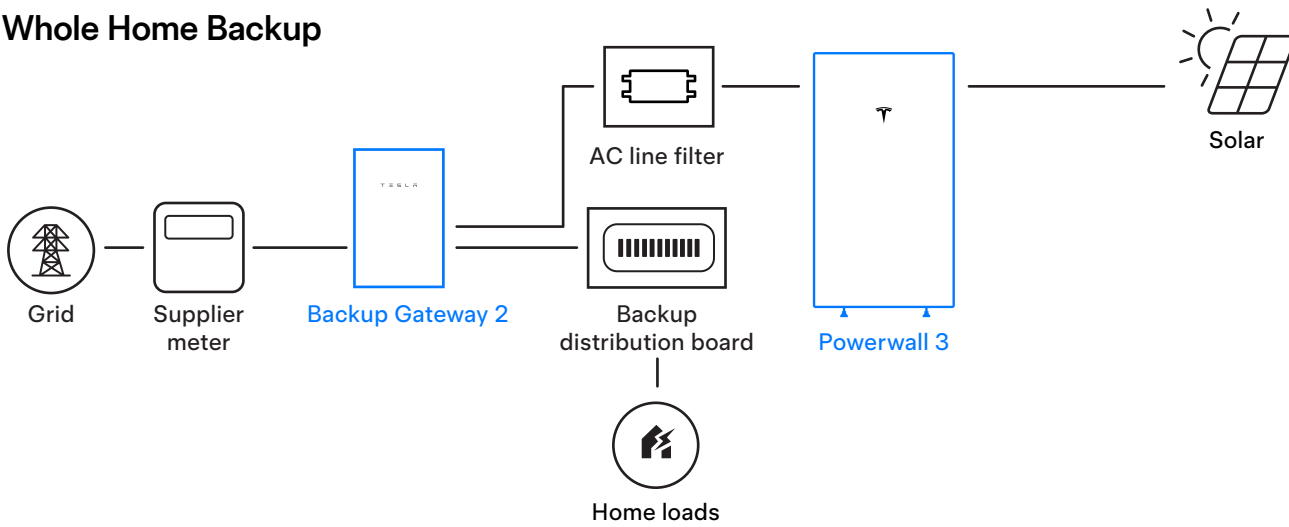 Whole Home Backup
AC line filter
Solar
TESLA
Grid
Supplier
meter
Backup Gateway 2
Backup
distribution board
Powerwall 3
Home loads